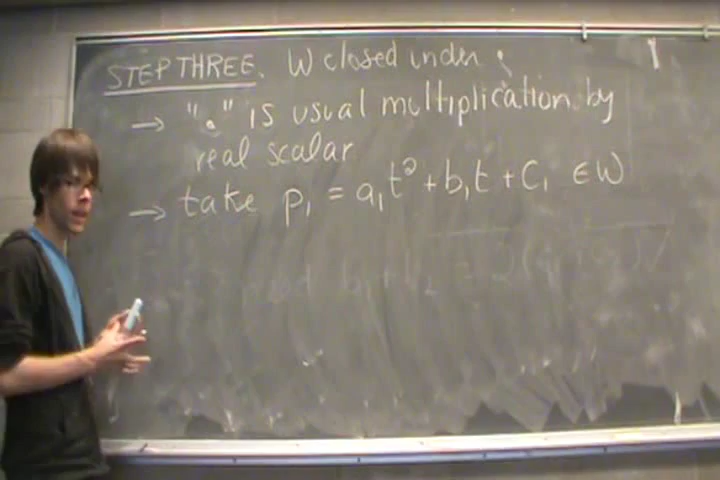 STEP THREE. W closed under
→ "." is usual multiplication by
real scalar
→ take p₁ = a₁t² + b₁t + C₁ ∈ W